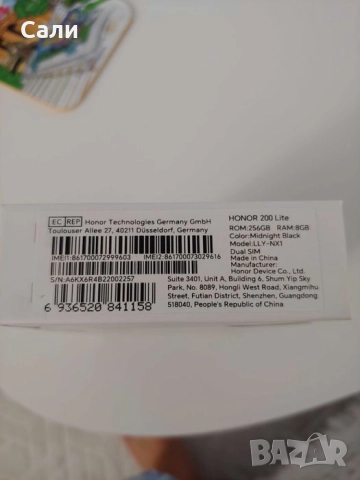 Сали
EC REP Honor Technologies Germany GmbH
Toulouser Allee 27, 40211 Düsseldorf, Germany
IMEI1:861700072999603 IMEI2:861700073029616
S/N:A6KX6R4B22002257
6 936520 841158
HONOR 200 Lite
ROM:256GB RAM:8GB
Color:Midnight Black
Model:LLY-NX1
Dual SIM
Made in China
Manufacturer:
Honor Device Co., Ltd.
Suite 3401, Unit A, Building 6, Shum Yip Sky
Park, No. 8089, Hongli West Road, Xiangmihu
Street, Futian District, Shenzhen, Guangdong
518040, People's Republic of China
BAZAR
.bg